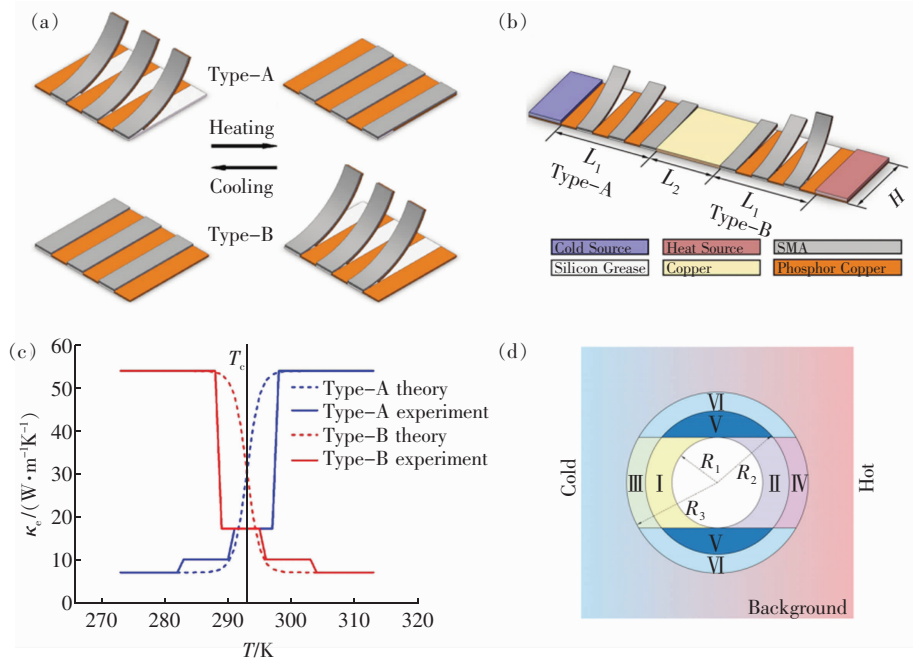 (a)
Type-A
Heating
Cooling
Type-B
(b)
L₁
Type-A
L₂
L₁
Type-B
H
Cold Source
Heat Source
SMA
Silicon Grease
Copper
Phosphor Copper
(c)
60
50
40
30
20
10
0
κₑ/(W·m⁻¹K⁻¹)
T꜀
Type-A theory
Type-A experiment
Type-B theory
Type-B experiment
270 280 290 300 310 320
T/K
(d)
Cold
Hot
Ⅵ
Ⅴ
Ⅲ Ⅰ R₁ R₂ Ⅱ Ⅳ
R₃
Ⅴ
Ⅵ
Background